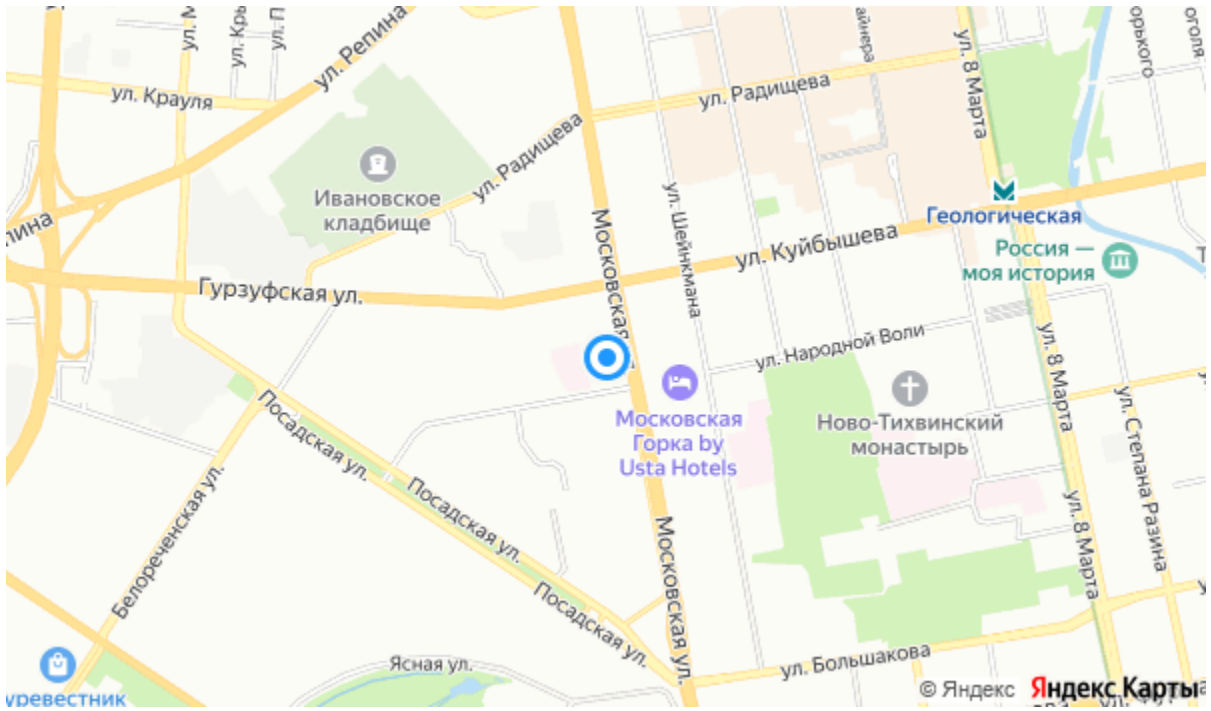 ул. Репина
ул. Крауля
ул. Радищева
ул. Радищева
ул. 8 Марта
Ивановское
кладбище
Московская
ул. Шейнкмана
ул. Куйбышева
Геологическая
Россия —
моя история
Гурзуфская ул.
ул. Народной Воли
ул. 8 Марта
Московская
Горка by
Usta Hotels
Ново-Тихвинский
монастырь
ул. Степана Разина
Посадская ул.
Посадская ул.
Белореченская ул.
ул. 8 Марта
Московская ул.
Посадская ул.
Ясная ул.
ул. Большакова
© Яндекс Яндекс Карты